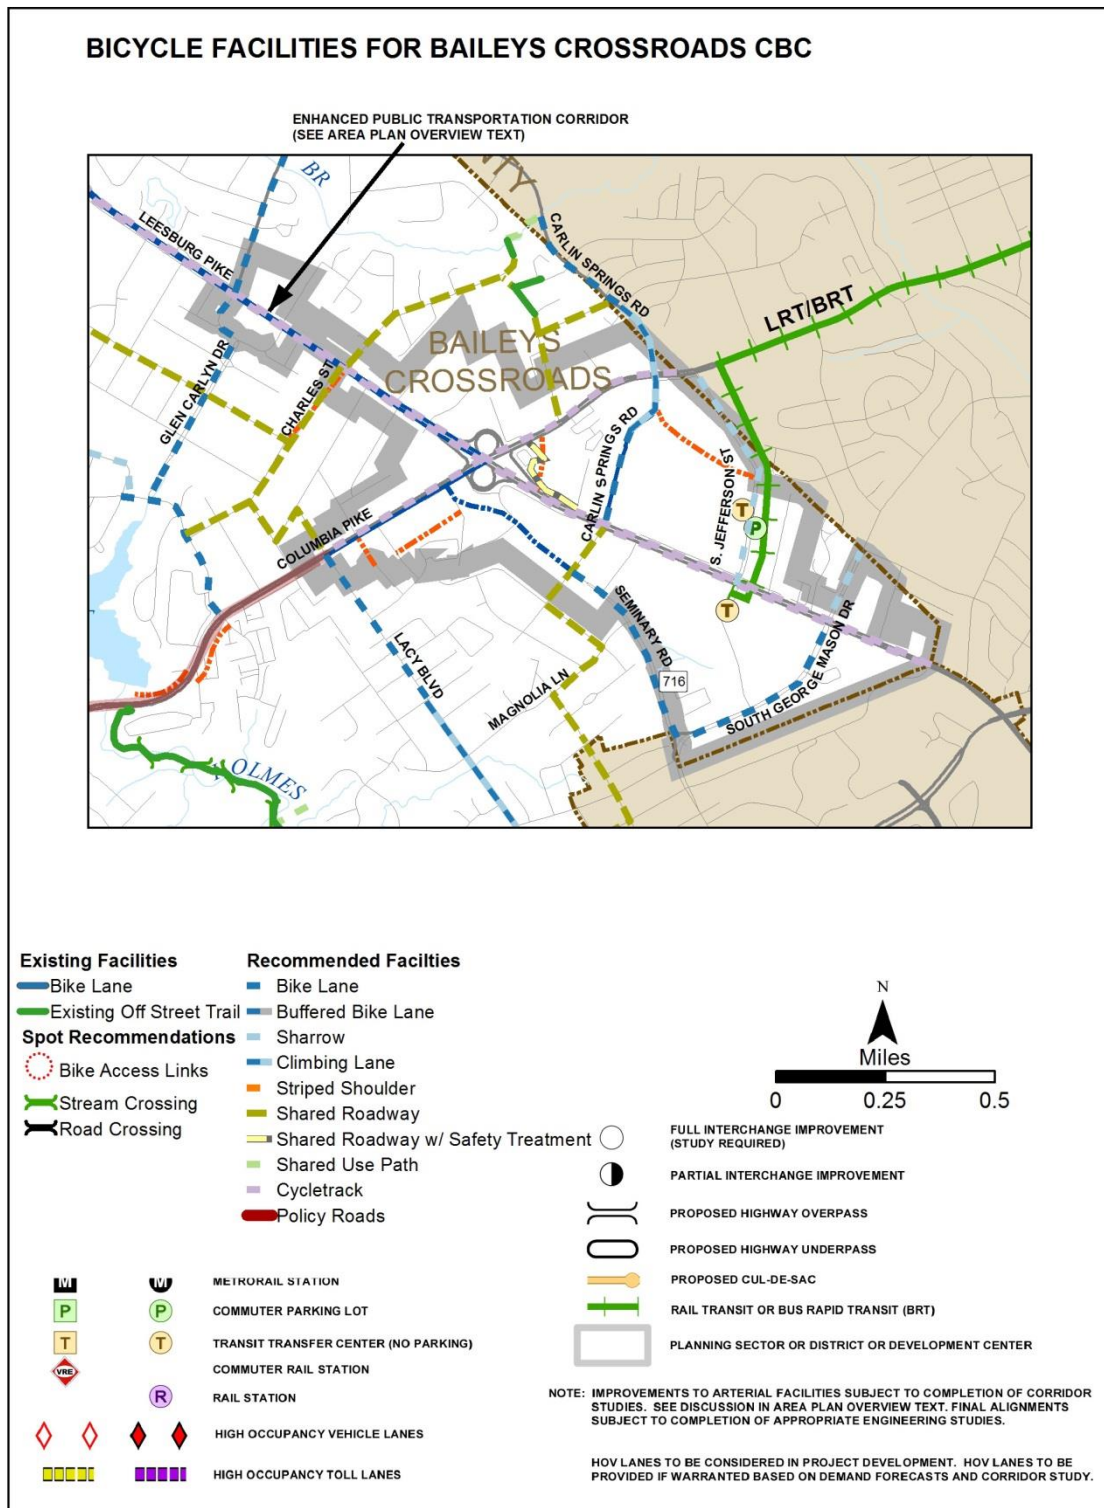 BICYCLE FACILITIES FOR BAILEYS CROSSROADS CBC
ENHANCED PUBLIC TRANSPORTATION CORRIDOR
(SEE AREA PLAN OVERVIEW TEXT)
BR
NTY
LEESBURG PIKE
CARLIN SPRINGS RD
LRT/BRT
BAILEYS
CROSSROADS
GLEN CARLYN DR
CHARLES ST
CARLIN SPRINGS RD
S. JEFFERSON ST
T
P
COLUMBIA PIKE
T
SEMINARY RD
LACY BLVD
MAGNOLIA LN
716
SOUTH GEORGE MASON DR
OLMES
Existing Facilities
Bike Lane
Existing Off Street Trail
Spot Recommendations
Bike Access Links
Stream Crossing
Road Crossing
Recommended Facilties
Bike Lane
Buffered Bike Lane
Sharrow
Climbing Lane
Striped Shoulder
Shared Roadway
Shared Roadway w/ Safety Treatment
Shared Use Path
Cycletrack
Policy Roads
N
Miles
0 0.25 0.5
FULL INTERCHANGE IMPROVEMENT
(STUDY REQUIRED)
PARTIAL INTERCHANGE IMPROVEMENT
PROPOSED HIGHWAY OVERPASS
PROPOSED HIGHWAY UNDERPASS
PROPOSED CUL-DE-SAC
RAIL TRANSIT OR BUS RAPID TRANSIT (BRT)
PLANNING SECTOR OR DISTRICT OR DEVELOPMENT CENTER
M M METRORAIL STATION
P P COMMUTER PARKING LOT
T T TRANSIT TRANSFER CENTER (NO PARKING)
VRE COMMUTER RAIL STATION
R RAIL STATION
HIGH OCCUPANCY VEHICLE LANES
HIGH OCCUPANCY TOLL LANES
NOTE: IMPROVEMENTS TO ARTERIAL FACILITIES SUBJECT TO COMPLETION OF CORRIDOR
STUDIES. SEE DISCUSSION IN AREA PLAN OVERVIEW TEXT. FINAL ALIGNMENTS
SUBJECT TO COMPLETION OF APPROPRIATE ENGINEERING STUDIES.
HOV LANES TO BE CONSIDERED IN PROJECT DEVELOPMENT. HOV LANES TO BE
PROVIDED IF WARRANTED BASED ON DEMAND FORECASTS AND CORRIDOR STUDY.